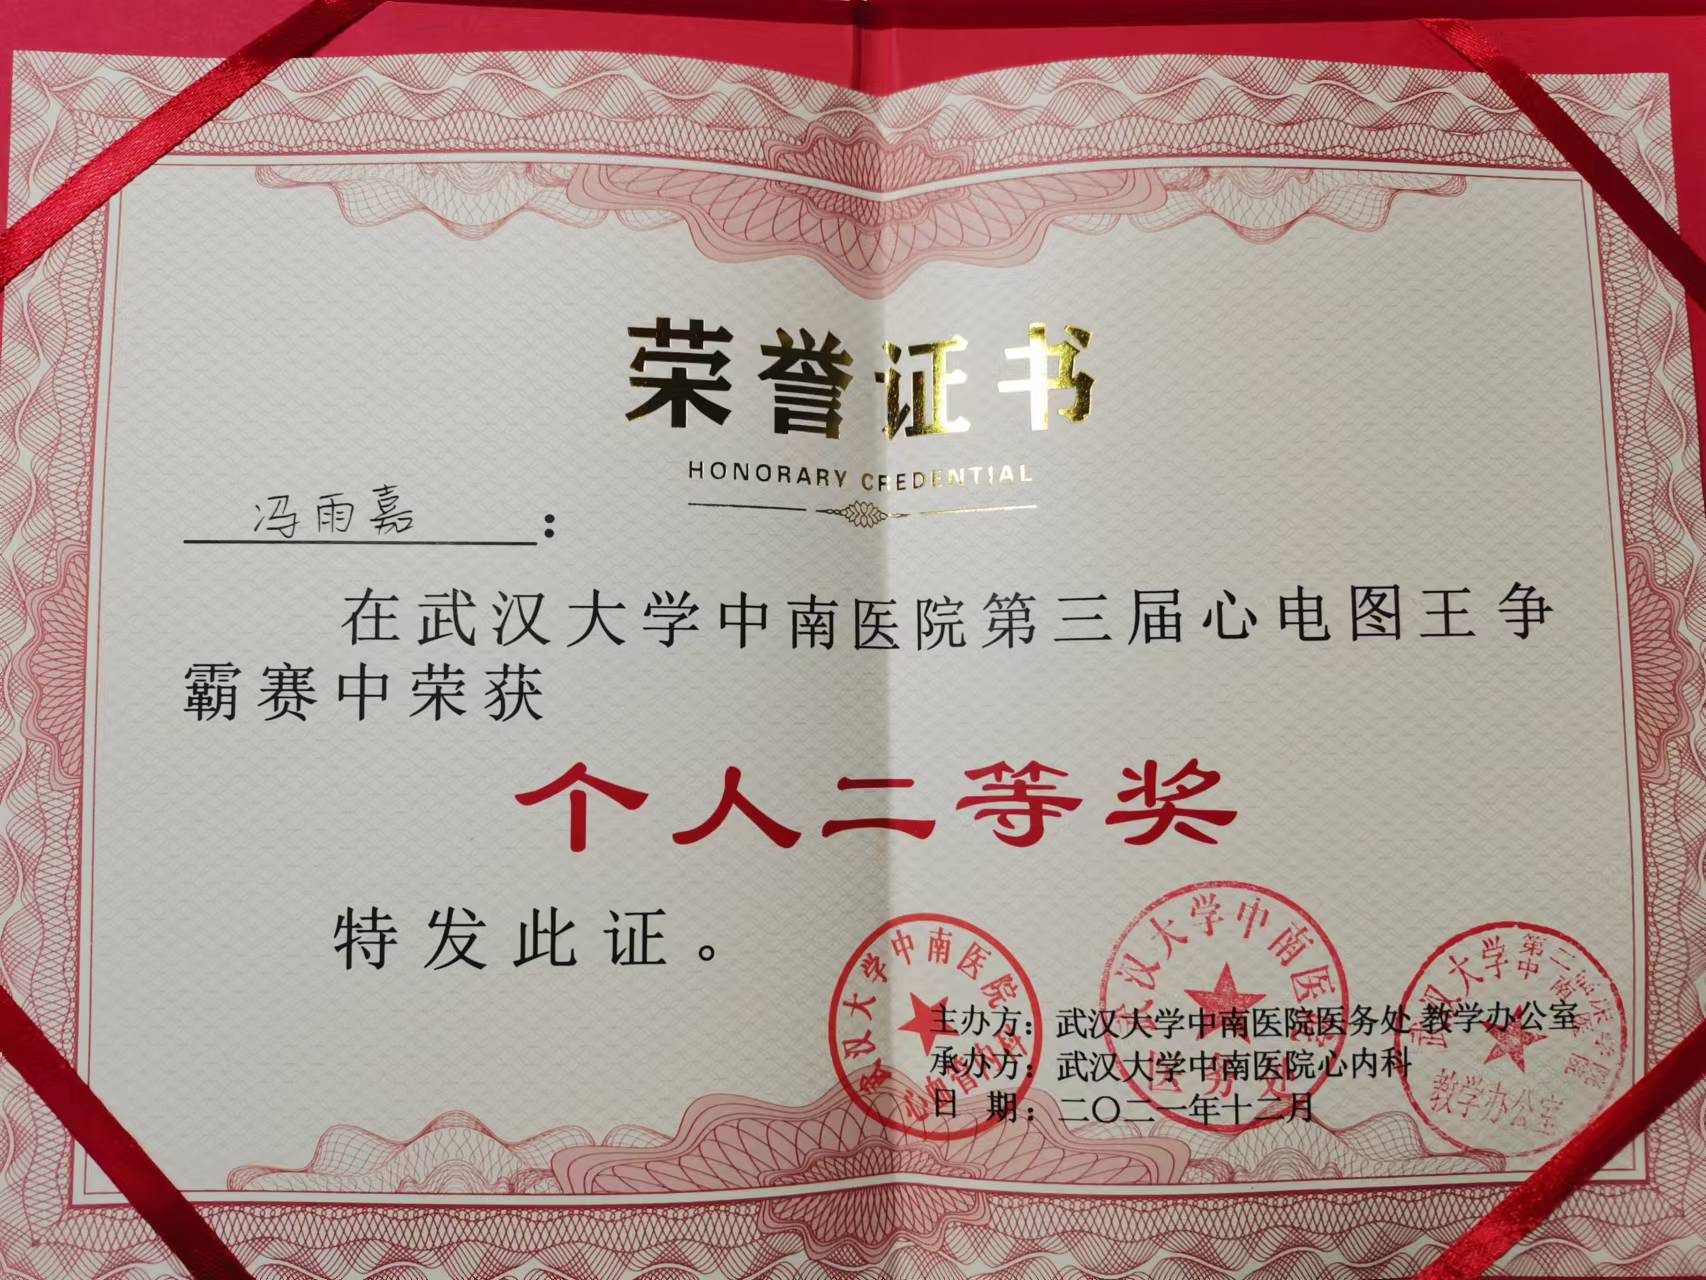 荣誉证书
HONORARY CREDENTIAL
冯雨嘉：
在武汉大学中南医院第三届心电图王争
霸赛中荣获
个人二等奖
特发此证。
主办方：武汉大学中南医院医务处 教学办公室
承办方：武汉大学中南医院心内科
日 期：二〇二一年十二月
武汉大学中南医院
心血管内科
武汉大学中南医院
医务处
武汉大学第二临床学院
中南医院
教学办公室